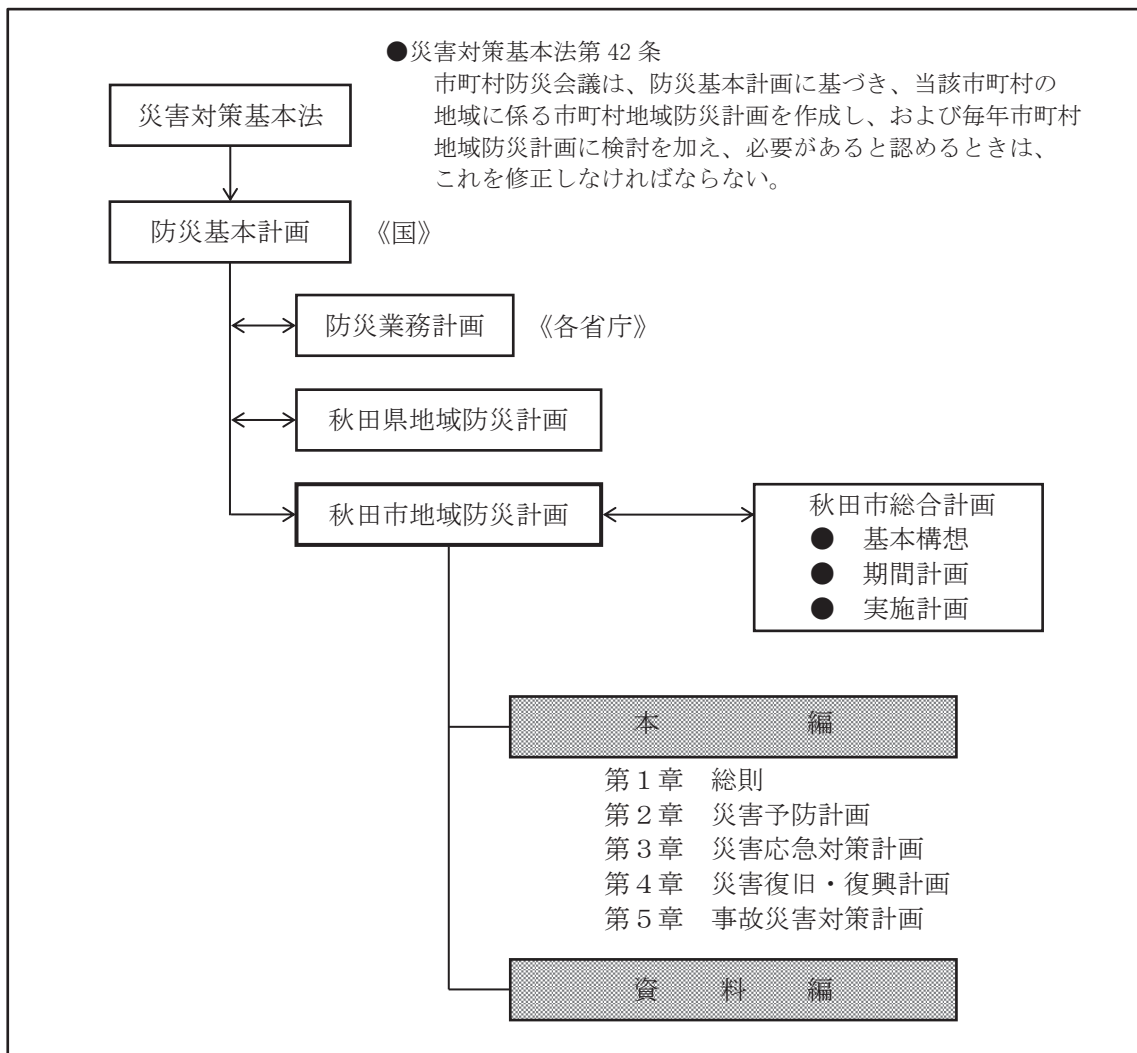 ●災害対策基本法第 42 条
市町村防災会議は、防災基本計画に基づき、当該市町村の
地域に係る市町村地域防災計画を作成し、および毎年市町村
地域防災計画に検討を加え、必要があると認めるときは、
これを修正しなければならない。
災害対策基本法
防災基本計画 《国》
防災業務計画 《各省庁》
秋田県地域防災計画
秋田市地域防災計画
秋田市総合計画
● 基本構想
● 期間計画
● 実施計画
本 編
第1章 総則
第2章 災害予防計画
第3章 災害応急対策計画
第4章 災害復旧・復興計画
第5章 事故災害対策計画
資 料 編